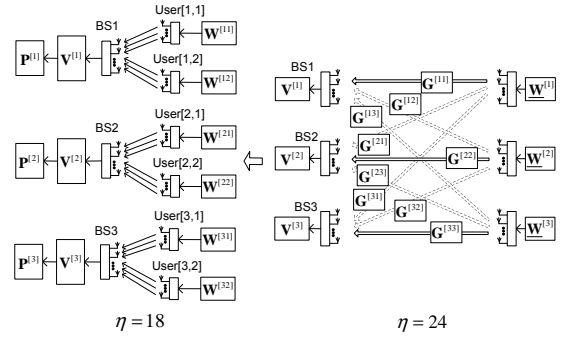 User[1,1]
BS1
P^[1]
V^[1]
W^[11]
User[1,2]
W^[12]
User[2,1]
BS2
P^[2]
V^[2]
W^[21]
User[2,2]
W^[22]
User[3,1]
BS3
P^[3]
V^[3]
W^[31]
User[3,2]
W^[32]
η = 18
BS1
V^[1]
G^[11]
G^[12]
G^[13]
W^[1]
BS2
V^[2]
G^[21]
G^[22]
G^[23]
W^[2]
BS3
V^[3]
G^[31]
G^[32]
G^[33]
W^[3]
η = 24